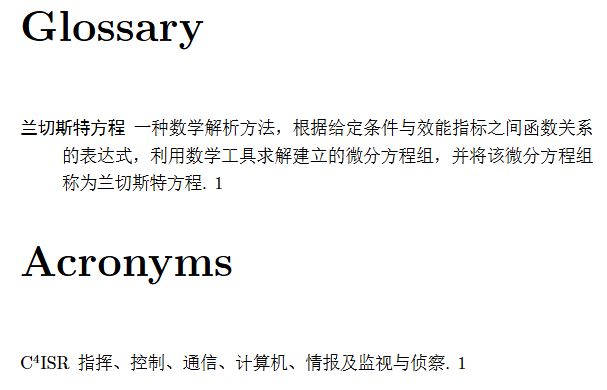 Glossary
兰切斯特方程 一种数学解析方法，根据给定条件与效能指标之间函数关系
的表达式，利用数学工具求解建立的微分方程组，并将该微分方程组
称为兰切斯特方程. 1
Acronyms
C⁴ISR 指挥、控制、通信、计算机、情报及监视与侦察. 1